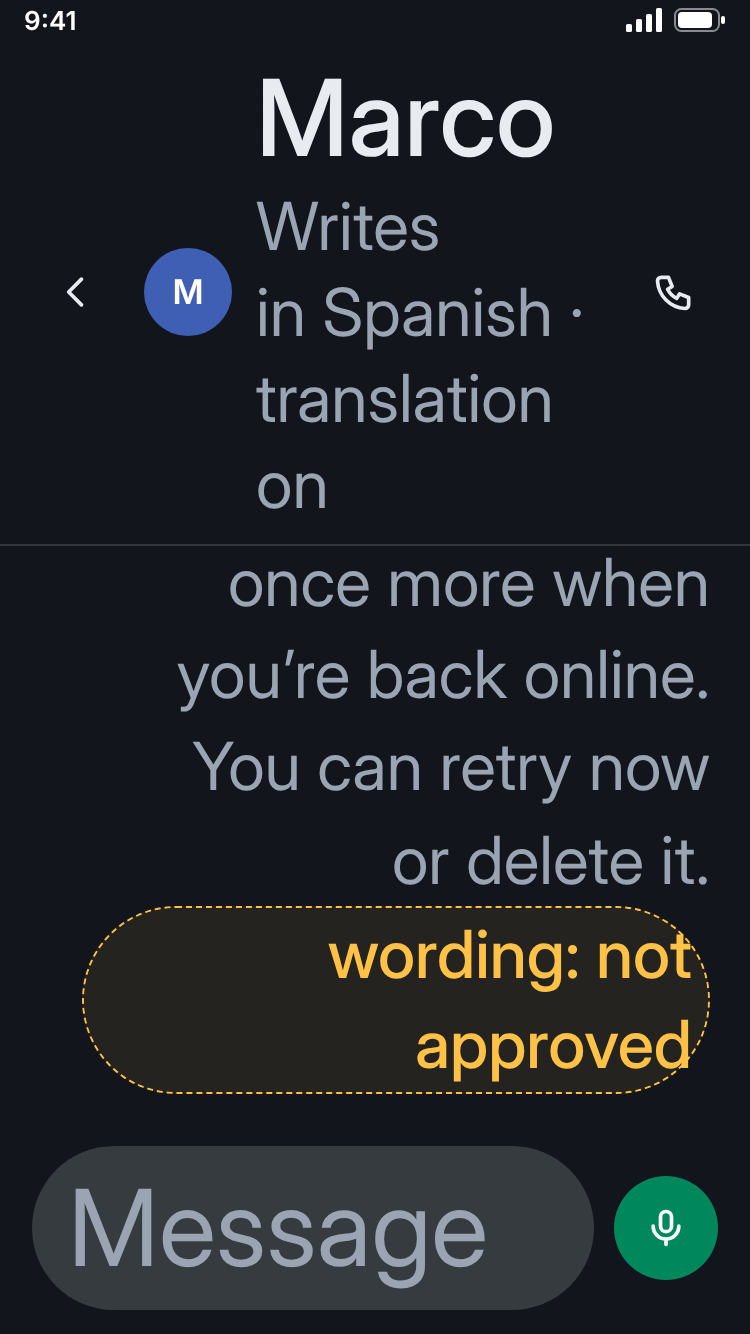 9:41
Marco
Writes
in Spanish ·
translation
on
M
once more when
you’re back online.
You can retry now
or delete it.
wording: not
approved
Message